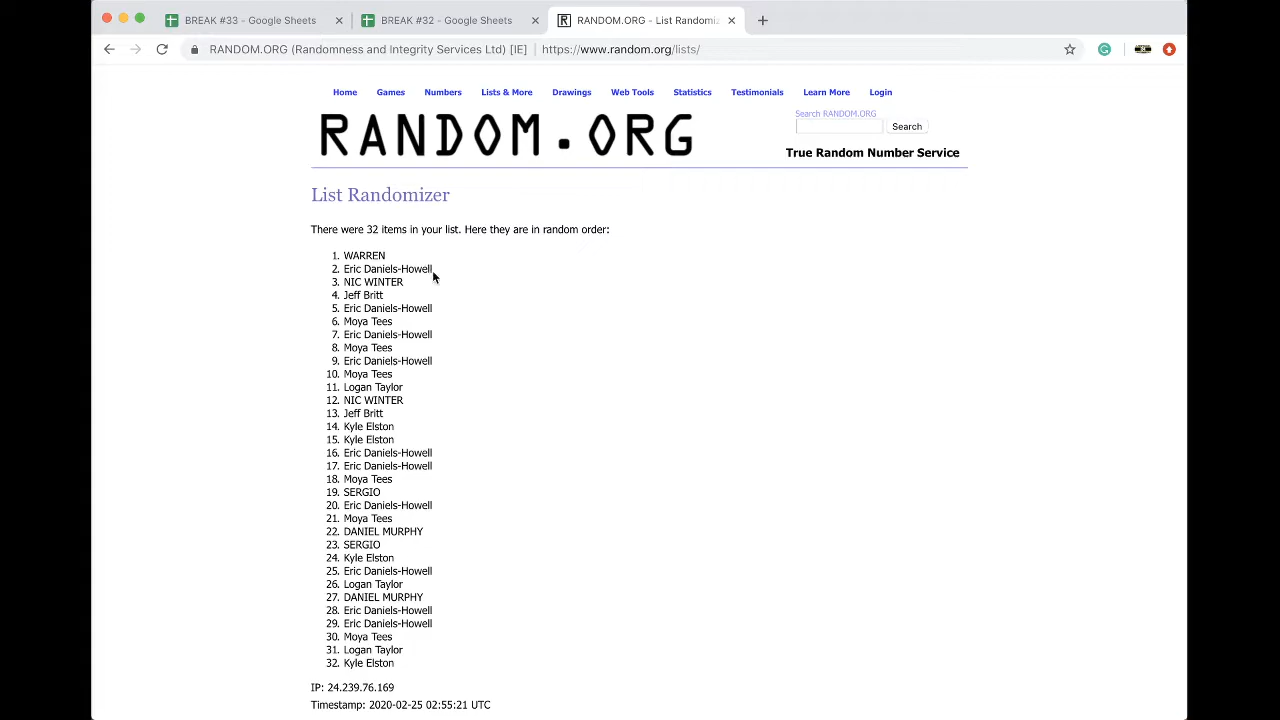 BREAK #33 - Google Sheets
BREAK #32 - Google Sheets
RANDOM.ORG - List Randomiz
RANDOM.ORG (Randomness and Integrity Services Ltd) [IE] | https://www.random.org/lists/
Home Games Numbers Lists & More Drawings Web Tools Statistics Testimonials Learn More Login
RANDOM.ORG
Search RANDOM.ORG
Search
True Random Number Service
List Randomizer
There were 32 items in your list. Here they are in random order:
1. WARREN
2. Eric Daniels-Howell
3. NIC WINTER
4. Jeff Britt
5. Eric Daniels-Howell
6. Moya Tees
7. Eric Daniels-Howell
8. Moya Tees
9. Eric Daniels-Howell
10. Moya Tees
11. Logan Taylor
12. NIC WINTER
13. Jeff Britt
14. Kyle Elston
15. Kyle Elston
16. Eric Daniels-Howell
17. Eric Daniels-Howell
18. Moya Tees
19. SERGIO
20. Eric Daniels-Howell
21. Moya Tees
22. DANIEL MURPHY
23. SERGIO
24. Kyle Elston
25. Eric Daniels-Howell
26. Logan Taylor
27. DANIEL MURPHY
28. Eric Daniels-Howell
29. Eric Daniels-Howell
30. Moya Tees
31. Logan Taylor
32. Kyle Elston
IP: 24.239.76.169
Timestamp: 2020-02-25 02:55:21 UTC